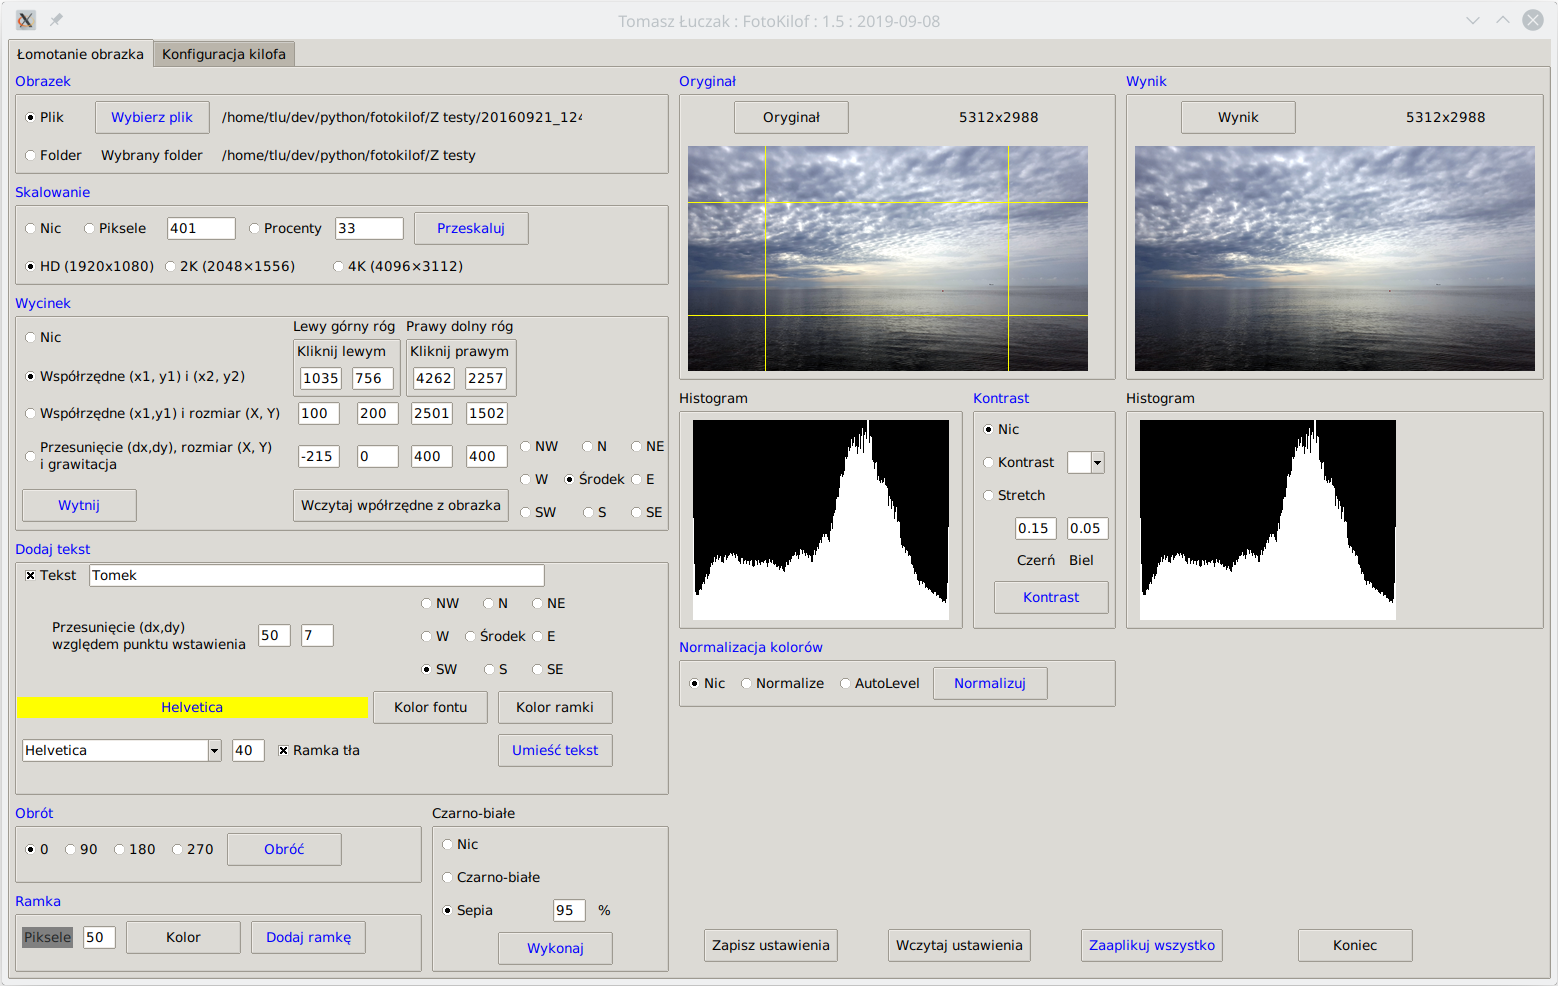 Tomasz Łuczak : FotoKilof : 1.5 : 2019-09-08
Łomotanie obrazka Konfiguracja kilofa
Obrazek
Plik Wybierz plik /home/tlu/dev/python/fotokilof/Z testy/20160921_124
Folder Wybrany folder /home/tlu/dev/python/fotokilof/Z testy
Skalowanie
Nic Piksele 401 Procenty 33 Przeskaluj
HD (1920x1080) 2K (2048×1556) 4K (4096×3112)
Wycinek
Lewy górny róg Prawy dolny róg
Nic
Kliknij lewym Kliknij prawym
Współrzędne (x1, y1) i (x2, y2) 1035 756 4262 2257
Współrzędne (x1,y1) i rozmiar (X, Y) 100 200 2501 1502
Przesunięcie (dx,dy), rozmiar (X, Y)
i grawitacja
-215 0 400 400
NW N NE
W Środek E
SW S SE
Wytnij Wczytaj wpółrzędne z obrazka
Dodaj tekst
Tekst Tomek
NW N NE
Przesunięcie (dx,dy)
względem punktu wstawienia
50 7
W Środek E
SW S SE
Helvetica Kolor fontu Kolor ramki
Helvetica 40 Ramka tła Umieść tekst
Obrót
0 90 180 270 Obróć
Ramka
Piksele 50 Kolor Dodaj ramkę
Czarno-białe
Nic
Czarno-białe
Sepia 95 %
Wykonaj
Oryginał
Oryginał 5312x2988
Wynik
Wynik 5312x2988
Histogram
Kontrast
Nic
Kontrast
Stretch
0.15 0.05
Czerń Biel
Kontrast
Histogram
Normalizacja kolorów
Nic Normalize AutoLevel Normalizuj
Zapisz ustawienia Wczytaj ustawienia Zaaplikuj wszystko Koniec